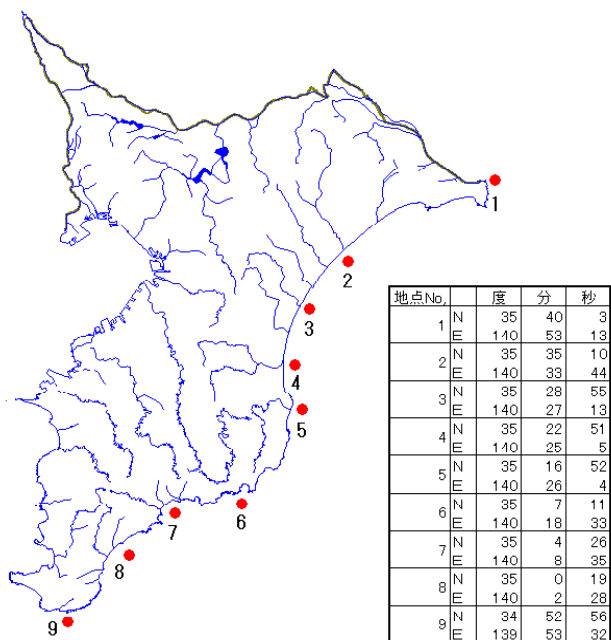 1
2
3
4
5
6
7
8
9
地点No, 度 分 秒
1 N 35 40 3
E 140 53 13
2 N 35 35 10
E 140 33 44
3 N 35 28 55
E 140 27 13
4 N 35 22 51
E 140 25 5
5 N 35 16 52
E 140 26 4
6 N 35 7 11
E 140 18 33
7 N 35 4 26
E 140 8 35
8 N 35 0 19
E 140 2 28
9 N 34 52 56
E 139 53 32